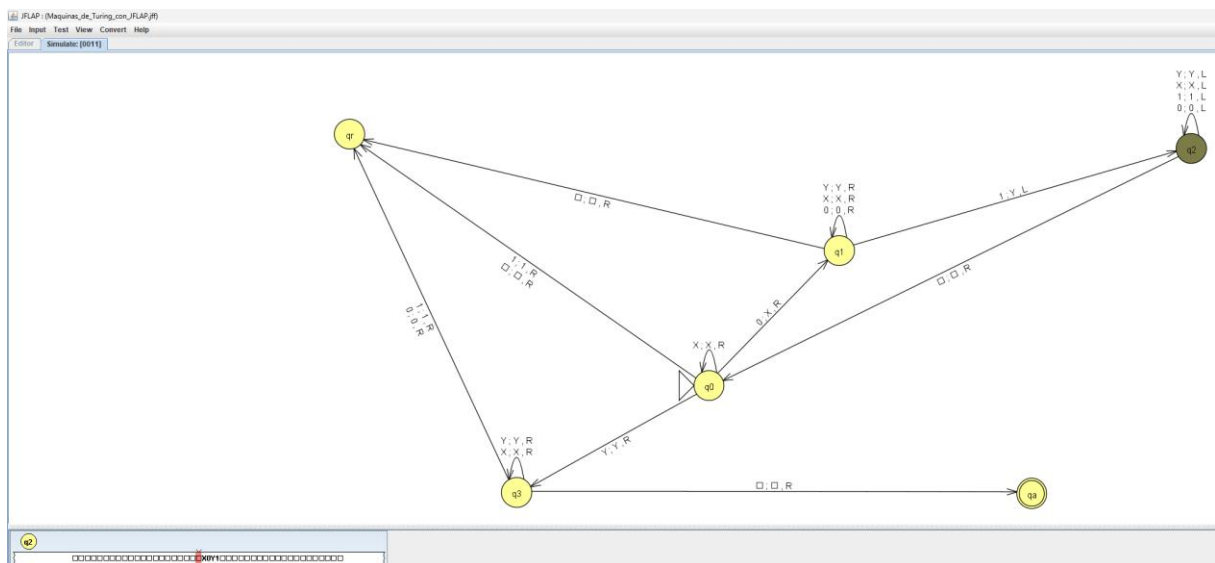 JFLAP : (Maquinas_de_Turing_con_JFLAP.jff)
File Input Test View Convert Help
Editor Simulate: [0011]
Y ; Y , L
X ; X , L
1 ; 1 , L
0 ; 0 , L
qr
q2
Y ; Y , R
X ; X , R
0 ; 0 , R
□ ; □ , R
1 ; Y , L
q1
1 ; 1 , R
□ ; □ , R
□ ; □ , R
1 ; 1 , R
0 ; 0 , R
0 ; X , R
X ; X , R
q0
Y ; Y , R
Y ; Y , R
X ; X , R
q3
□ ; □ , R
qa
q2
□□□□□□□□□□□□□□□□□□□□□X0Y1□□□□□□□□□□□□□□□□□□□□